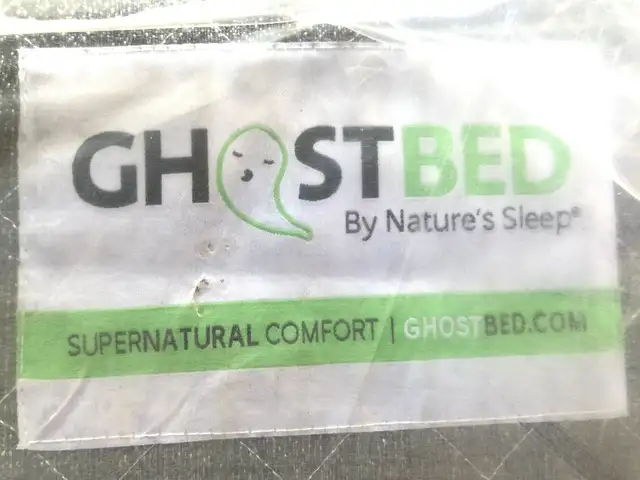 GHOSTBED
By Nature's Sleep®
SUPERNATURAL COMFORT | GHOSTBED.COM